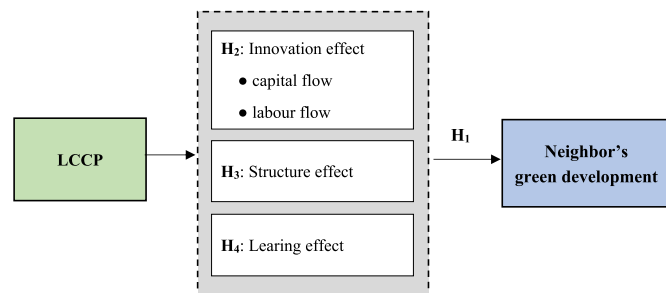 LCCP
H₂: Innovation effect
● capital flow
● labour flow
H₃: Structure effect
H₄: Learing effect
H₁
Neighbor's
green development